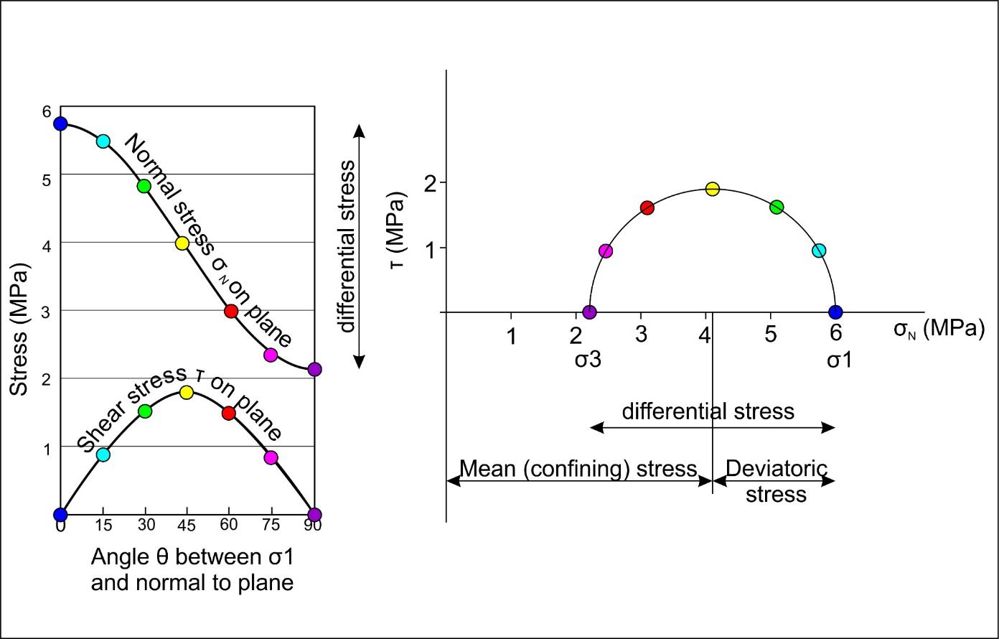 6
5
4
3
2
1
Stress (MPa)
Normal stress σN on plane
Shear stress τ on plane
0 15 30 45 60 75 90
Angle θ between σ1
and normal to plane
differential stress
τ (MPa)
2
1
1 2 3 4 5 6 σN (MPa)
σ3 σ1
differential stress
Mean (confining) stress Deviatoric
stress